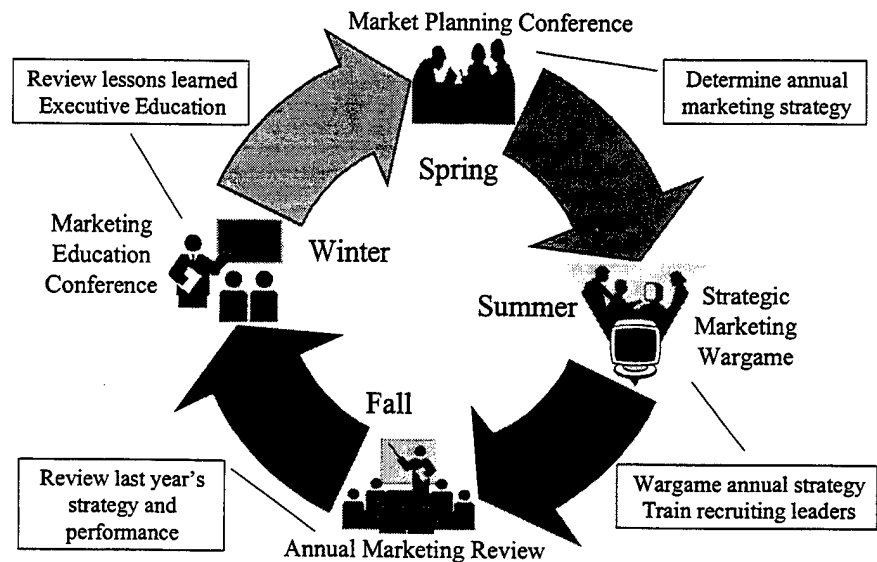 Market Planning Conference
Determine annual
marketing strategy
Spring
Summer
Strategic
Marketing
Wargame
Wargame annual strategy
Train recruiting leaders
Fall
Annual Marketing Review
Review last year's
strategy and
performance
Winter
Marketing
Education
Conference
Review lessons learned
Executive Education